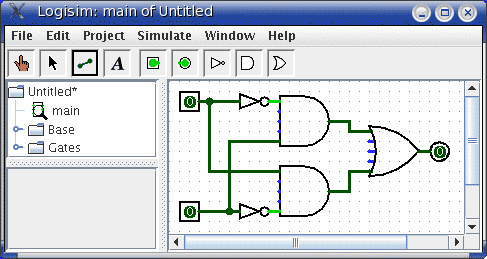 Logisim: main of Untitled
File Edit Project Simulate Window Help
A
Untitled*
main
Base
Gates
0
0
0